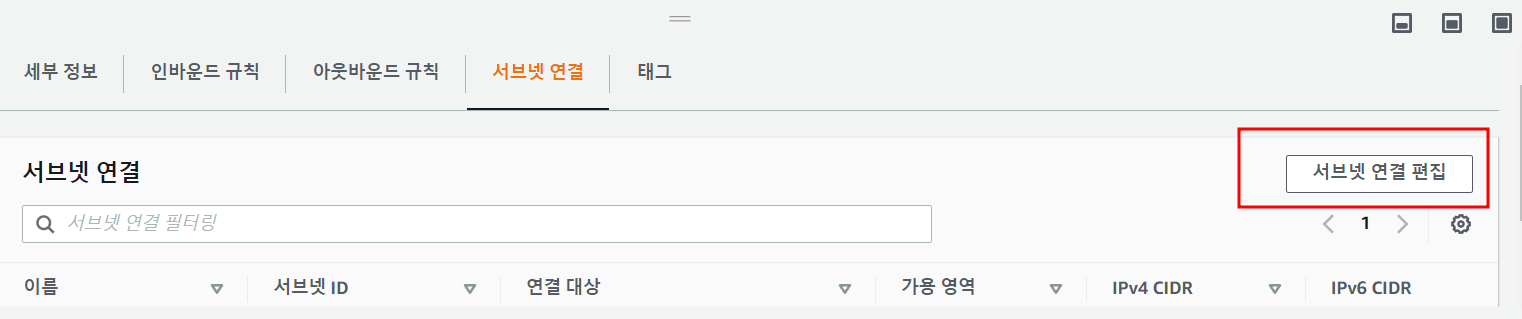 세부 정보 인바운드 규칙 아웃바운드 규칙 서브넷 연결 태그
서브넷 연결 서브넷 연결 편집
서브넷 연결 필터링 1
이름 서브넷 ID 연결 대상 가용 영역 IPv4 CIDR IPv6 CIDR